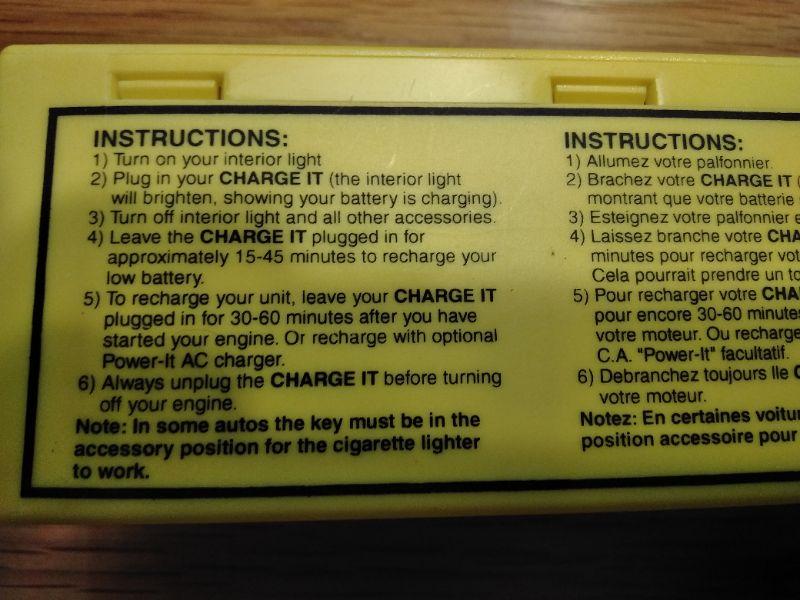 INSTRUCTIONS:
1) Turn on your interior light
2) Plug in your CHARGE IT (the interior light
will brighten, showing your battery is charging).
3) Turn off interior light and all other accessories.
4) Leave the CHARGE IT plugged in for
approximately 15-45 minutes to recharge your
low battery.
5) To recharge your unit, leave your CHARGE IT
plugged in for 30-60 minutes after you have
started your engine. Or recharge with optional
Power-It AC charger.
6) Always unplug the CHARGE IT before turning
off your engine.
Note: In some autos the key must be in the
accessory position for the cigarette lighter
to work.
INSTRUCTIONS:
1) Allumez votre palfonnier.
2) Brachez votre CHARGE IT (
montrant que votre batterie
3) Esteignez votre palfonnier
4) Laissez branche votre
minutes pour recharger
Cela pourrait prendre un
5) Pour recharger votre
pour encore 30-60 minutes
votre moteur. Ou recharge
C.A. "Power-It" facultatif.
6) Debranchez toujours lle
votre moteur.
Notez: En certaines
position accessoire pour